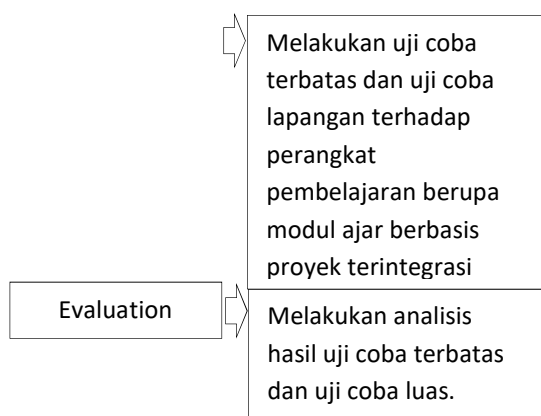 Melakukan uji coba
terbatas dan uji coba
lapangan terhadap
perangkat
pembelajaran berupa
modul ajar berbasis
proyek terintegrasi
Evaluation
Melakukan analisis
hasil uji coba terbatas
dan uji coba luas.